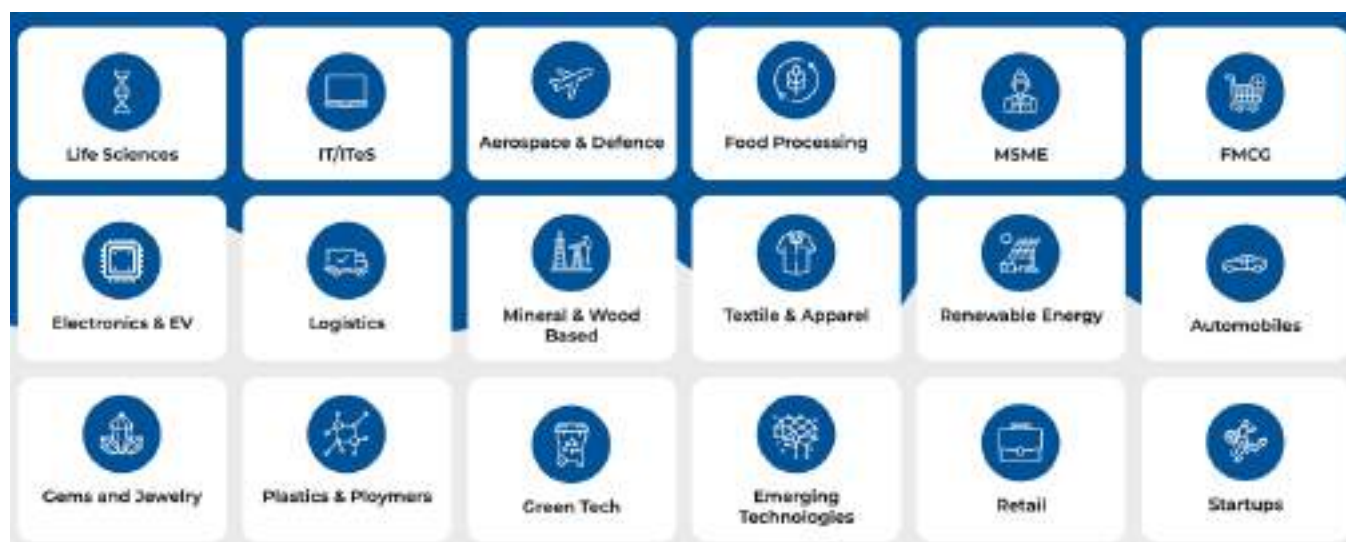 Life Sciences
IT/ITeS
Aerospace & Defence
Food Processing
MSME
FMCG
Electronics & EV
Logistics
Mineral & Wood
Based
Textile & Apparel
Renewable Energy
Automobiles
Gems and Jewelry
Plastics & Ploymers
Green Tech
Emerging
Technologies
Retail
Startups